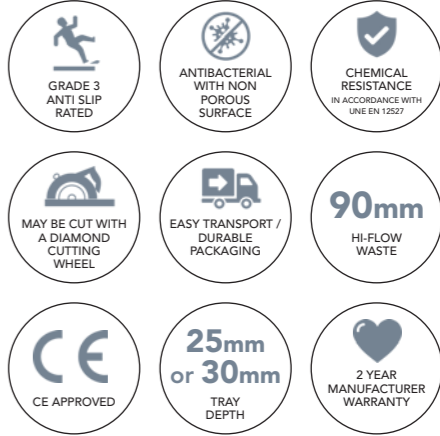 GRADE 3
ANTI SLIP
RATED
ANTIBACTERIAL
WITH NON
POROUS
SURFACE
CHEMICAL
RESISTANCE
IN ACCORDANCE WITH
UNE EN 12527
MAY BE CUT WITH
A DIAMOND
CUTTING
WHEEL
EASY TRANSPORT /
DURABLE
PACKAGING
90mm
HI-FLOW
WASTE
CE
CE APPROVED
25mm
or 30mm
TRAY
DEPTH
2 YEAR
MANUFACTURER
WARRANTY